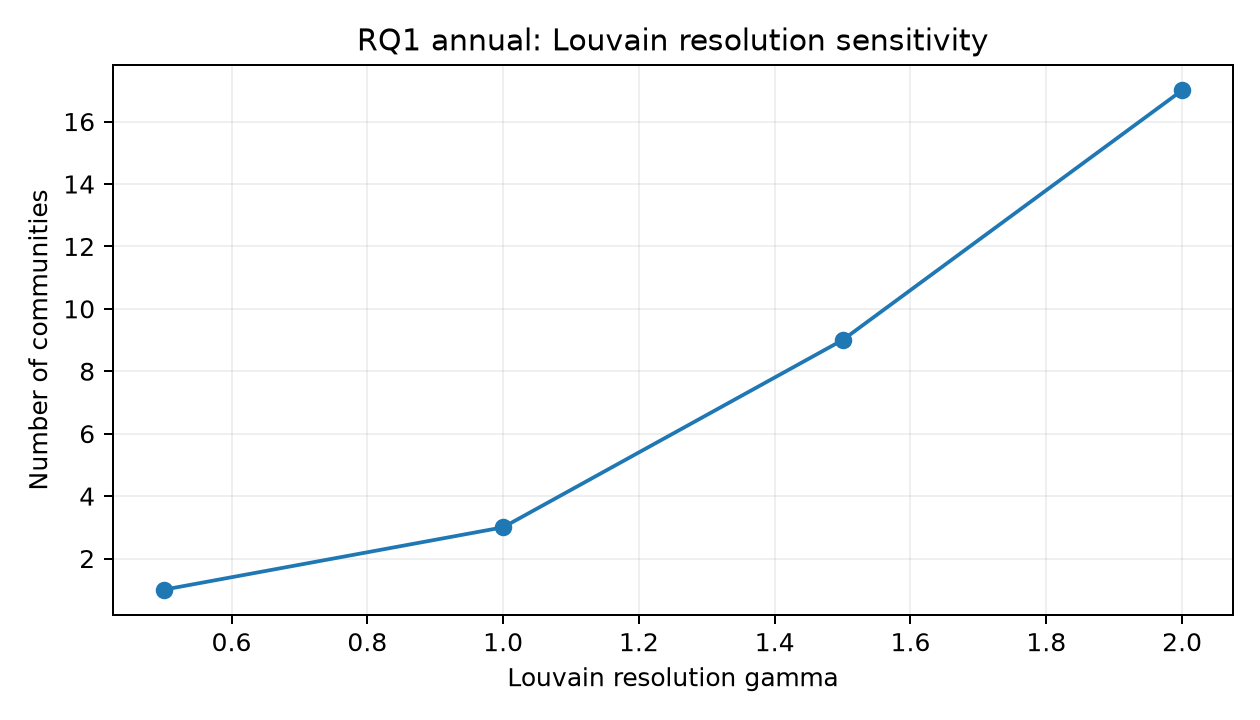 RQ1 annual: Louvain resolution sensitivity
Number of communities
16
14
12
10
8
6
4
2
0.6 0.8 1.0 1.2 1.4 1.6 1.8 2.0
Louvain resolution gamma